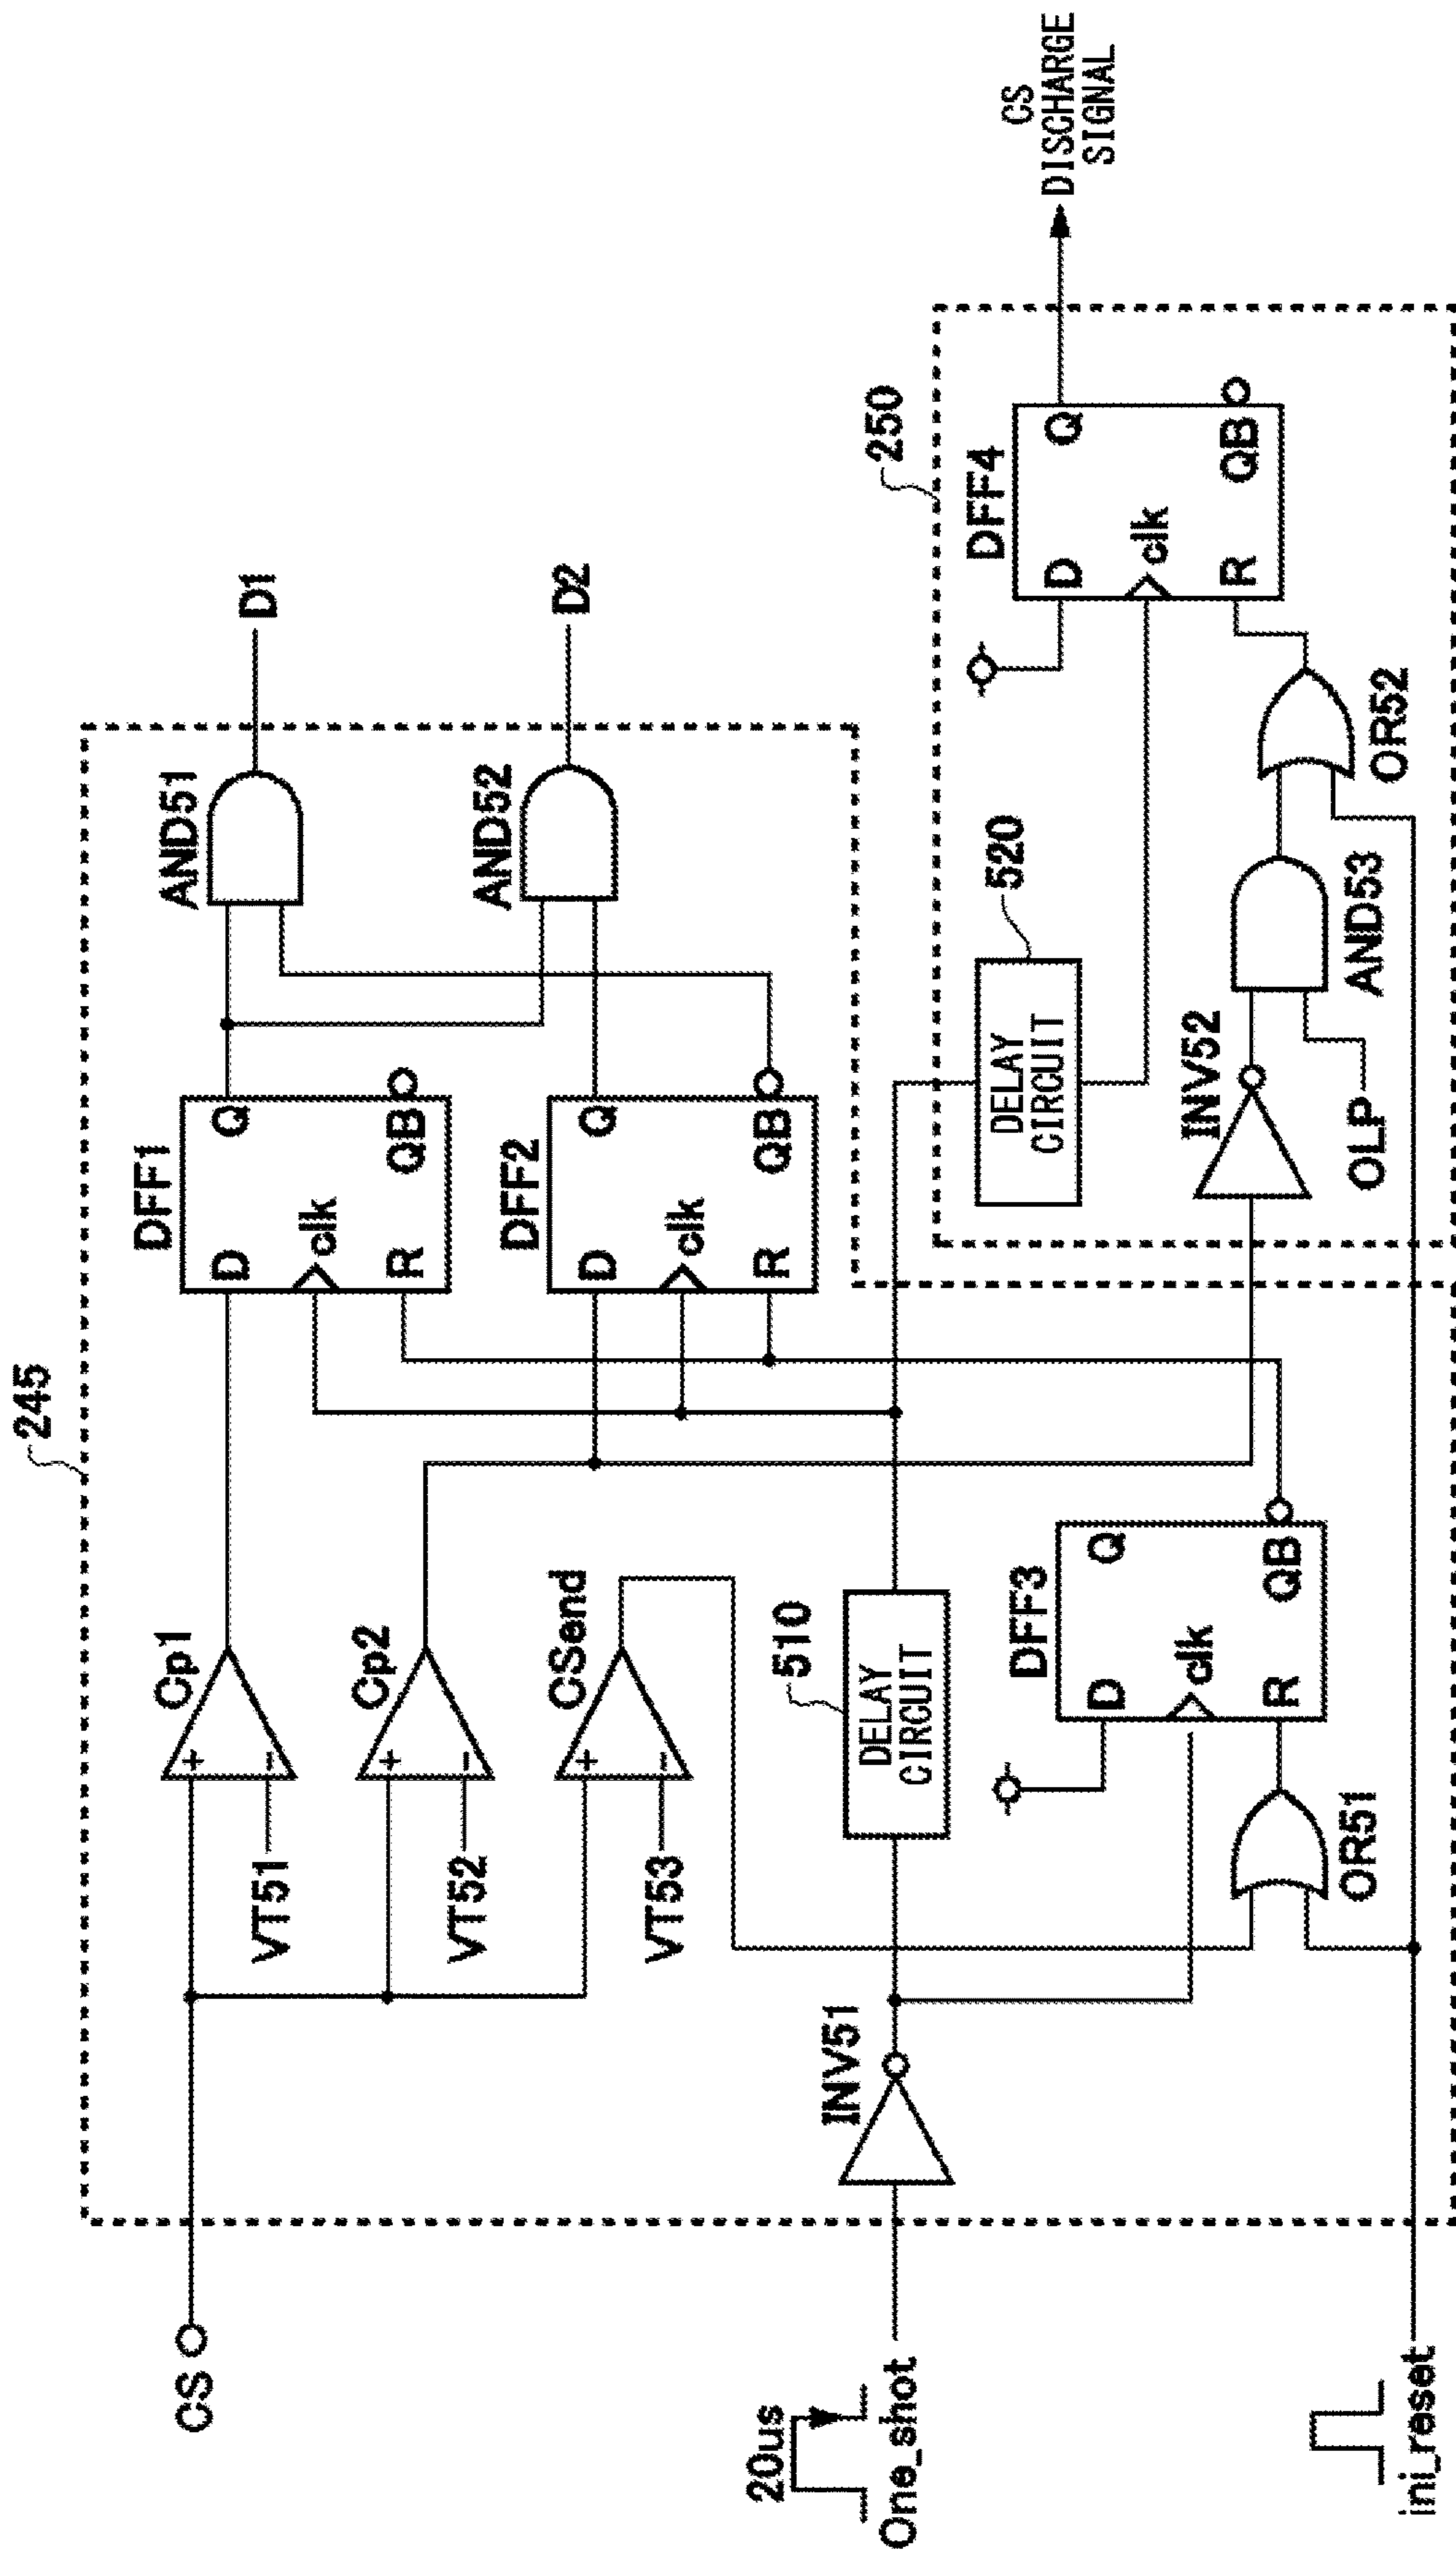 245
CS
Cp1
+
-
VT51
Cp2
+
-
VT52
CSend
+
-
VT53
DFF1
D
Q
clk
R
QB
DFF2
D
Q
clk
R
QB
AND51
D1
AND52
D2
20us
One_shot
INV51
510
DELAY
CIRCUIT
DFF3
D
Q
clk
R
QB
OR51
ini_reset
250
520
DELAY
CIRCUIT
INV52
OLP
AND53
OR52
DFF4
D
Q
clk
R
QB
CS
DISCHARGE
SIGNAL